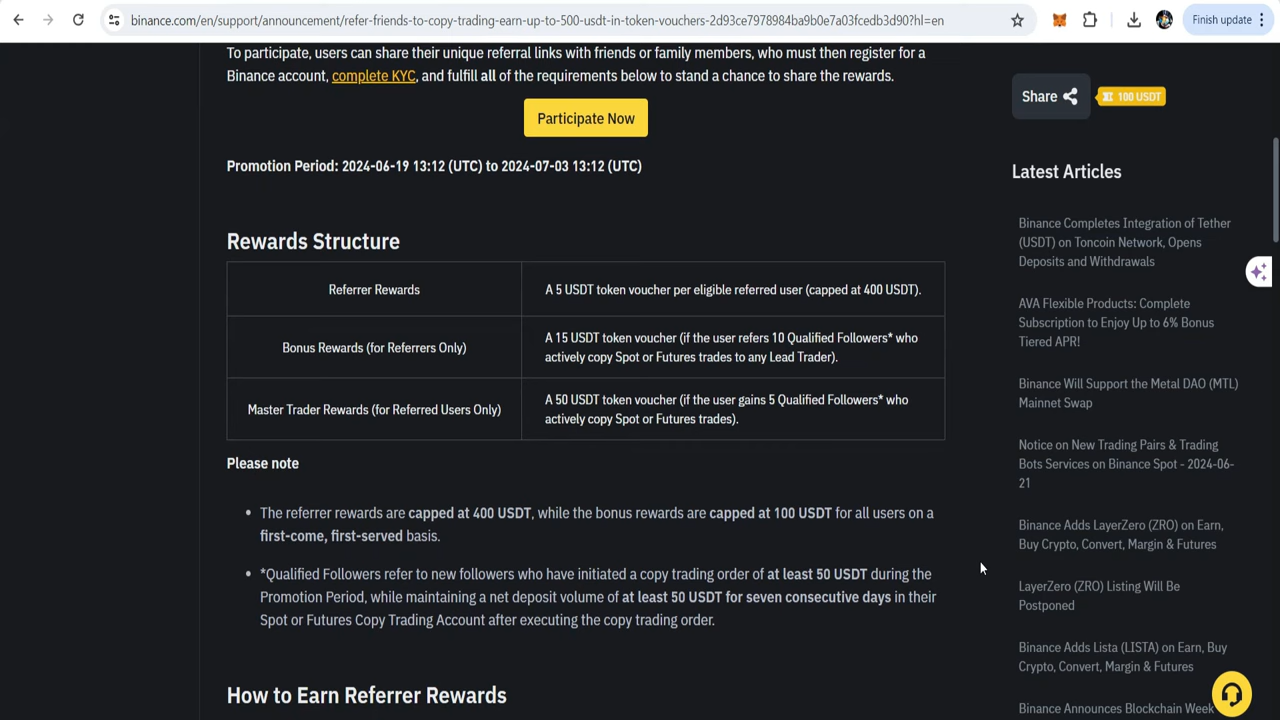 binance.com/en/support/announcement/refer-friends-to-copy-trading-earn-up-to-500-usdt-in-token-vouchers-2d93ce7978984ba9b0e7a03fcedb3d90?hl=en
Finish update
To participate, users can share their unique referral links with friends or family members, who must then register for a
Binance account, complete KYC, and fulfill all of the requirements below to stand a chance to share the rewards.
Participate Now
Promotion Period: 2024-06-19 13:12 (UTC) to 2024-07-03 13:12 (UTC)
Rewards Structure
Referrer Rewards
A 5 USDT token voucher per eligible referred user (capped at 400 USDT).
Bonus Rewards (for Referrers Only)
A 15 USDT token voucher (if the user refers 10 Qualified Followers* who
actively copy Spot or Futures trades to any Lead Trader).
Master Trader Rewards (for Referred Users Only)
A 50 USDT token voucher (if the user gains 5 Qualified Followers* who
actively copy Spot or Futures trades).
Please note
• The referrer rewards are capped at 400 USDT, while the bonus rewards are capped at 100 USDT for all users on a
first-come, first-served basis.
• *Qualified Followers refer to new followers who have initiated a copy trading order of at least 50 USDT during the
Promotion Period, while maintaining a net deposit volume of at least 50 USDT for seven consecutive days in their
Spot or Futures Copy Trading Account after executing the copy trading order.
How to Earn Referrer Rewards
Share
100 USDT
Latest Articles
Binance Completes Integration of Tether
(USDT) on Toncoin Network, Opens
Deposits and Withdrawals
AVA Flexible Products: Complete
Subscription to Enjoy Up to 6% Bonus
Tiered APR!
Binance Will Support the Metal DAO (MTL)
Mainnet Swap
Notice on New Trading Pairs & Trading
Bots Services on Binance Spot - 2024-06-
21
Binance Adds LayerZero (ZRO) on Earn,
Buy Crypto, Convert, Margin & Futures
LayerZero (ZRO) Listing Will Be
Postponed
Binance Adds Lista (LISTA) on Earn, Buy
Crypto, Convert, Margin & Futures
Binance Announces Blockchain Week